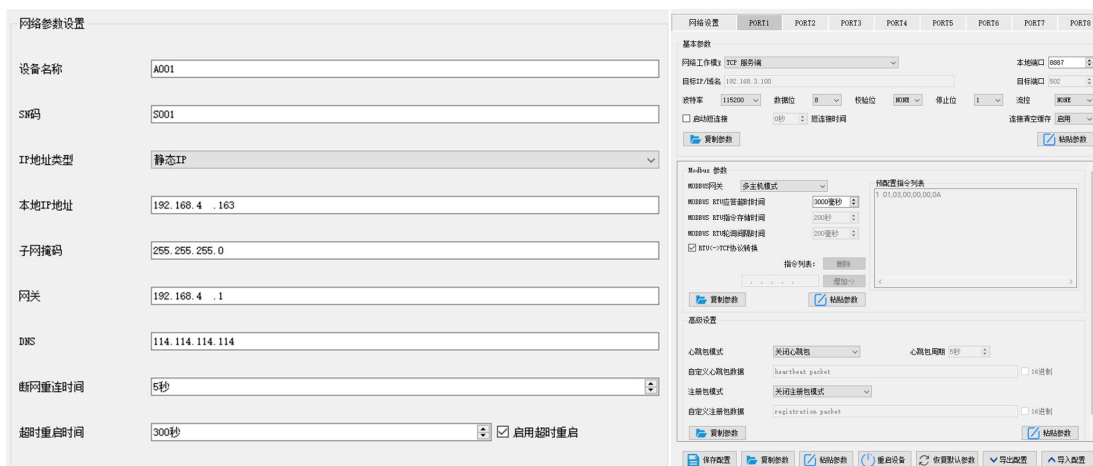 网络参数设置
设备名称 A001
SN码 S001
IP地址类型 静态IP
本地IP地址 192.168.4 .163
子网掩码 255.255.255.0
网关 192.168.4 .1
DNS 114.114.114.114
断网重连时间 5秒
超时重启时间 300秒 启用超时重启
网络设置 PORT1 PORT2 PORT3 PORT4 PORT5 PORT6 PORT7 PORT8
基本参数
网络工作模式 TCP 服务端 本地端口 8887
目标IP/域名 192.168.3.100 目标端口 502
波特率 115200 数据位 8 校验位 NONE 停止位 1 流控 NONE
启动短连接 0秒 短连接时间 连接清空缓存 启用
复制参数 粘贴参数
Modbus 参数
MODBUS网关 多主机模式
MODBUS RTU应答超时时间 3000毫秒
MODBUS RTU指令存储时间 200秒
MODBUS RTU轮询间隔时间 200毫秒
RTU<->TCP协议转换
指令列表: 删除
. . . . . 增加->
预配置指令列表
1 01,03,00,00,00,0A
复制参数 粘贴参数
高级设置
心跳包模式 关闭心跳包 心跳包周期 5秒
自定义心跳包数据 heartbeat packet 16进制
注册包模式 关闭注册包模式
自定义注册包数据 registration packet 16进制
复制参数 粘贴参数
保存配置 复制参数 粘贴参数 重启设备 恢复默认参数 导出配置 导入配置